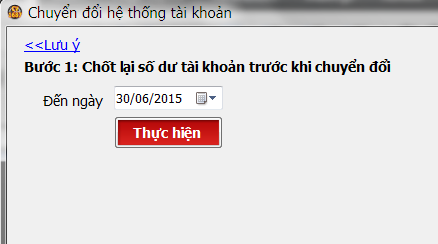 Chuyển đổi hệ thống tài khoản
<<Lưu ý
Bước 1: Chốt lại số dư tài khoản trước khi chuyển đổi
Đến ngày 30/06/2015
Thực hiện